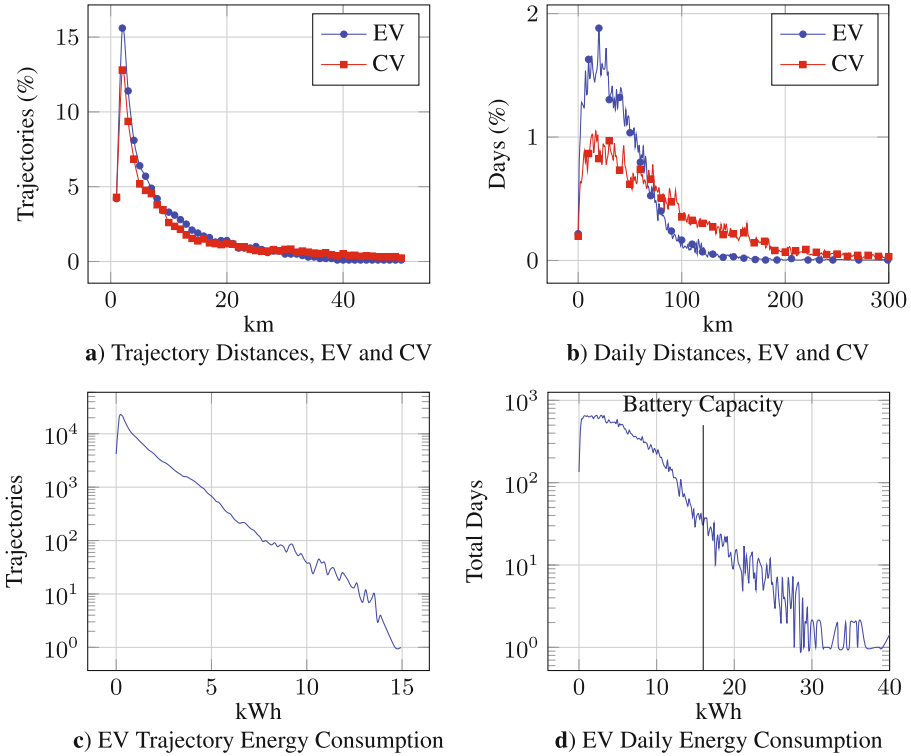 EV
CV
15
10
5
0
Trajectories (%)
0
20
40
km
a) Trajectory Distances, EV and CV
EV
CV
2
1
0
Days (%)
0
100
200
300
km
b) Daily Distances, EV and CV
10^4
10^3
10^2
10^1
10^0
Trajectories
0
5
10
15
kWh
c) EV Trajectory Energy Consumption
Battery Capacity
10^3
10^2
10^1
10^0
Total Days
0
10
20
30
40
kWh
d) EV Daily Energy Consumption